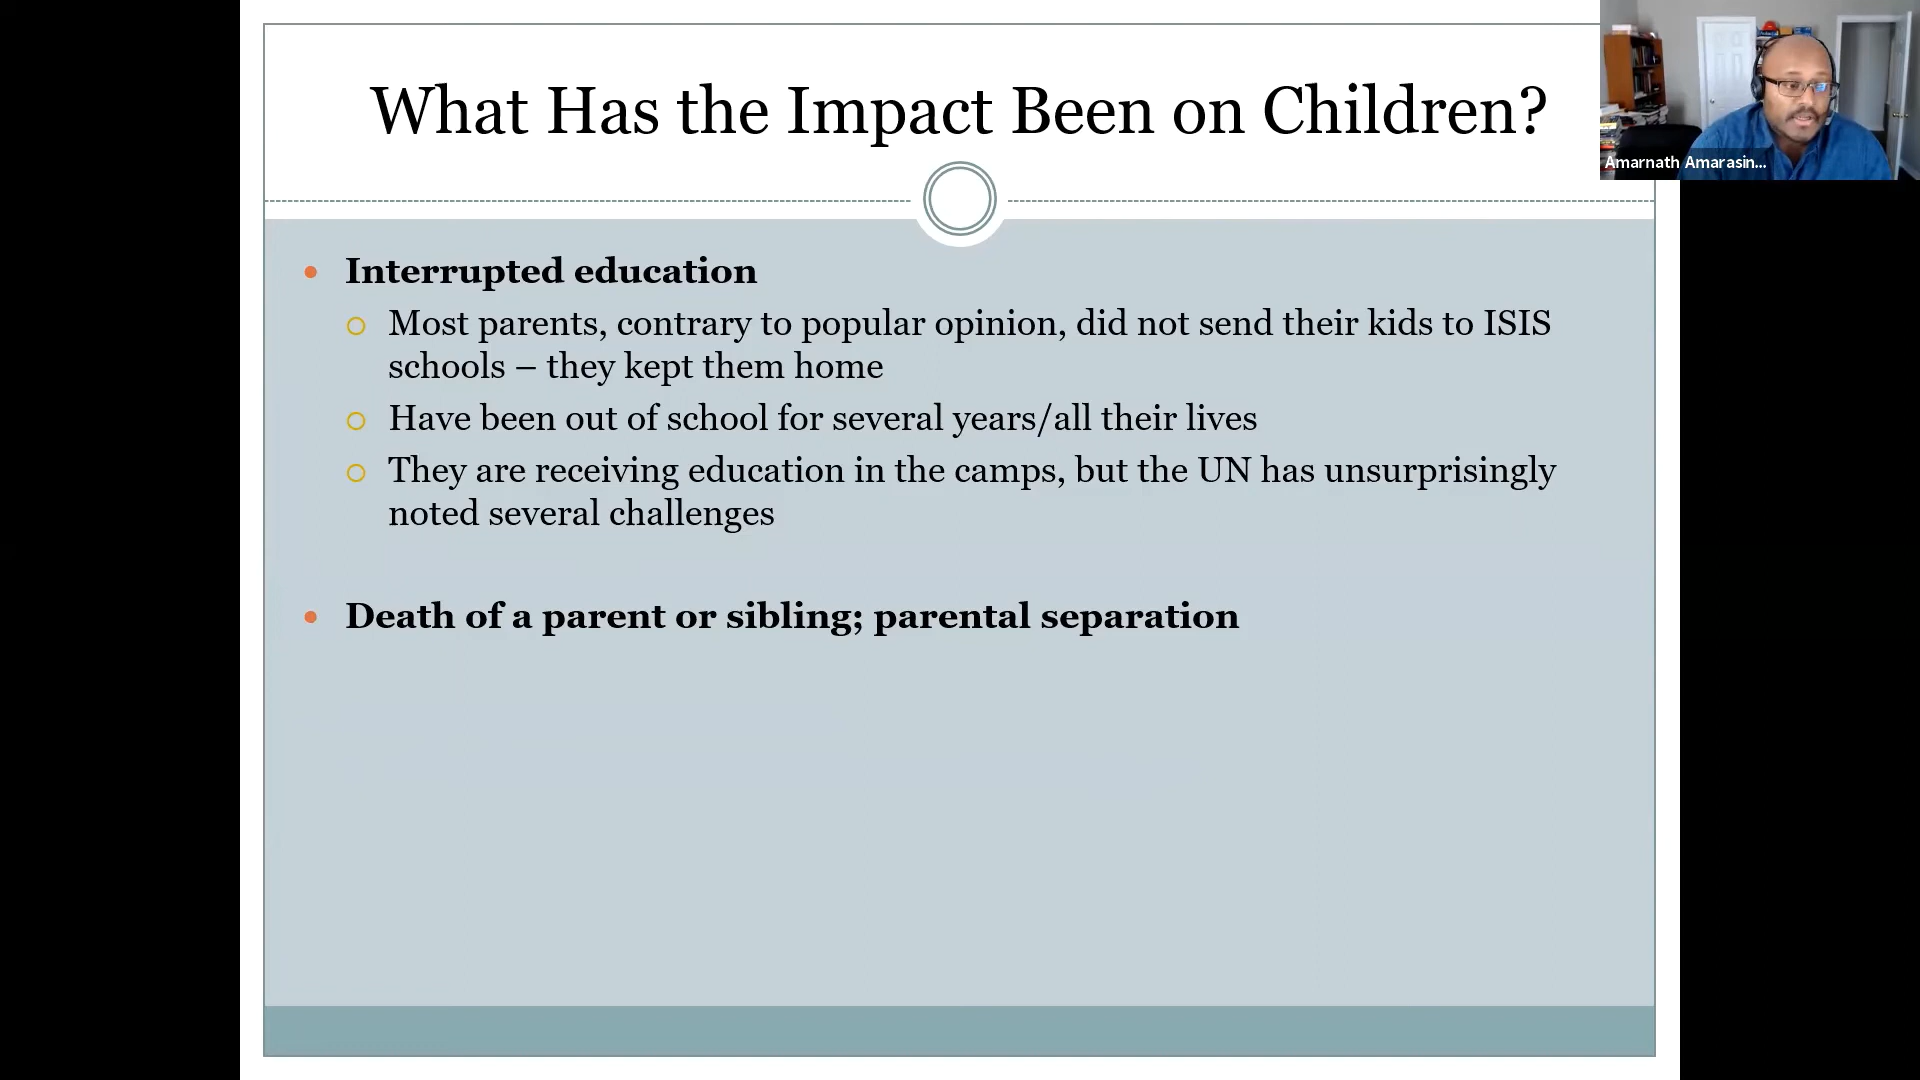 What Has the Impact Been on Children?
Amarnath Amarasin...
Interrupted education
Most parents, contrary to popular opinion, did not send their kids to ISIS
schools – they kept them home
Have been out of school for several years/all their lives
They are receiving education in the camps, but the UN has unsurprisingly
noted several challenges
Death of a parent or sibling; parental separation